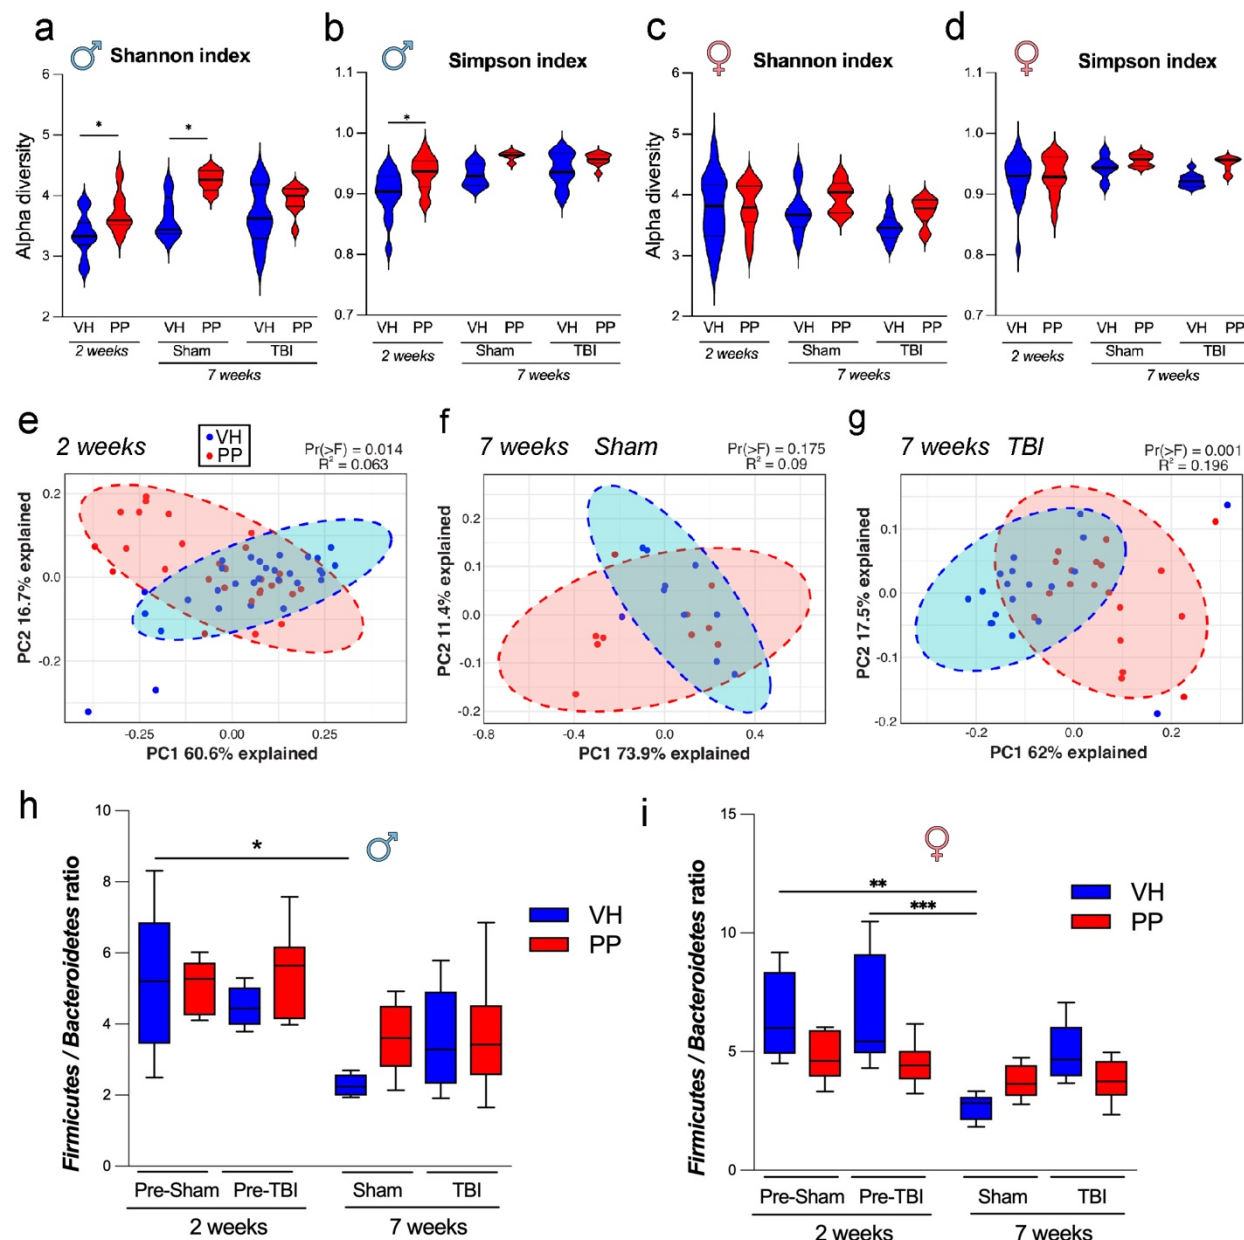 a
♂ Shannon index
Alpha diversity
6
5
4
3
2
*
*
VH PP VH PP VH PP
2 weeks Sham TBI
7 weeks
b
♂ Simpson index
1.1
1.0
0.9
0.8
0.7
*
VH PP VH PP VH PP
2 weeks Sham TBI
7 weeks
c
♀ Shannon index
Alpha diversity
6
5
4
3
2
VH PP VH PP VH PP
2 weeks Sham TBI
7 weeks
d
♀ Simpson index
1.1
1.0
0.9
0.8
0.7
VH PP VH PP VH PP
2 weeks Sham TBI
7 weeks
e
2 weeks
VH
PP
Pr(>F) = 0.014
R² = 0.063
PC2 16.7% explained
0.2
0.0
-0.2
-0.25 0.00 0.25
PC1 60.6% explained
f
7 weeks Sham
Pr(>F) = 0.175
R² = 0.09
PC2 11.4% explained
0.2
0.1
0.0
-0.1
-0.2
-0.8 -0.4 0.0 0.4
PC1 73.9% explained
g
7 weeks TBI
Pr(>F) = 0.001
R² = 0.196
PC2 17.5% explained
0.1
0.0
-0.1
-0.2
-0.2 0.0 0.2
PC1 62% explained
h
♂
Firmicutes / Bacteroidetes ratio
10
8
6
4
2
0
*
VH
PP
Pre-Sham Pre-TBI Sham TBI
2 weeks 7 weeks
i
♀
Firmicutes / Bacteroidetes ratio
15
10
5
0
**
***
VH
PP
Pre-Sham Pre-TBI Sham TBI
2 weeks 7 weeks